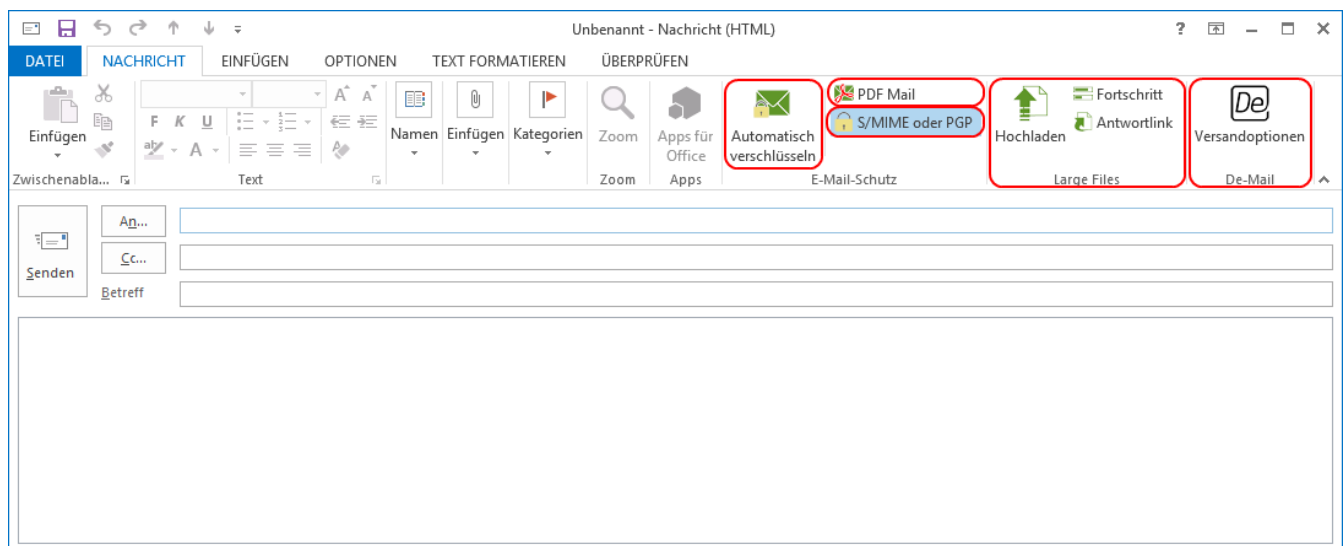 Unbenannt - Nachricht (HTML)
?
DATEI NACHRICHT EINFÜGEN OPTIONEN TEXT FORMATIEREN ÜBERPRÜFEN
Einfügen
F K U
A A
ab A
Namen Einfügen Kategorien
Zoom
Apps für
Office
Automatisch
verschlüsseln
PDF Mail
S/MIME oder PGP
Hochladen
Fortschritt
Antwortlink
De
Versandoptionen
Zwischenabla... Text Zoom Apps E-Mail-Schutz Large Files De-Mail
Senden
An...
Cc...
Betreff